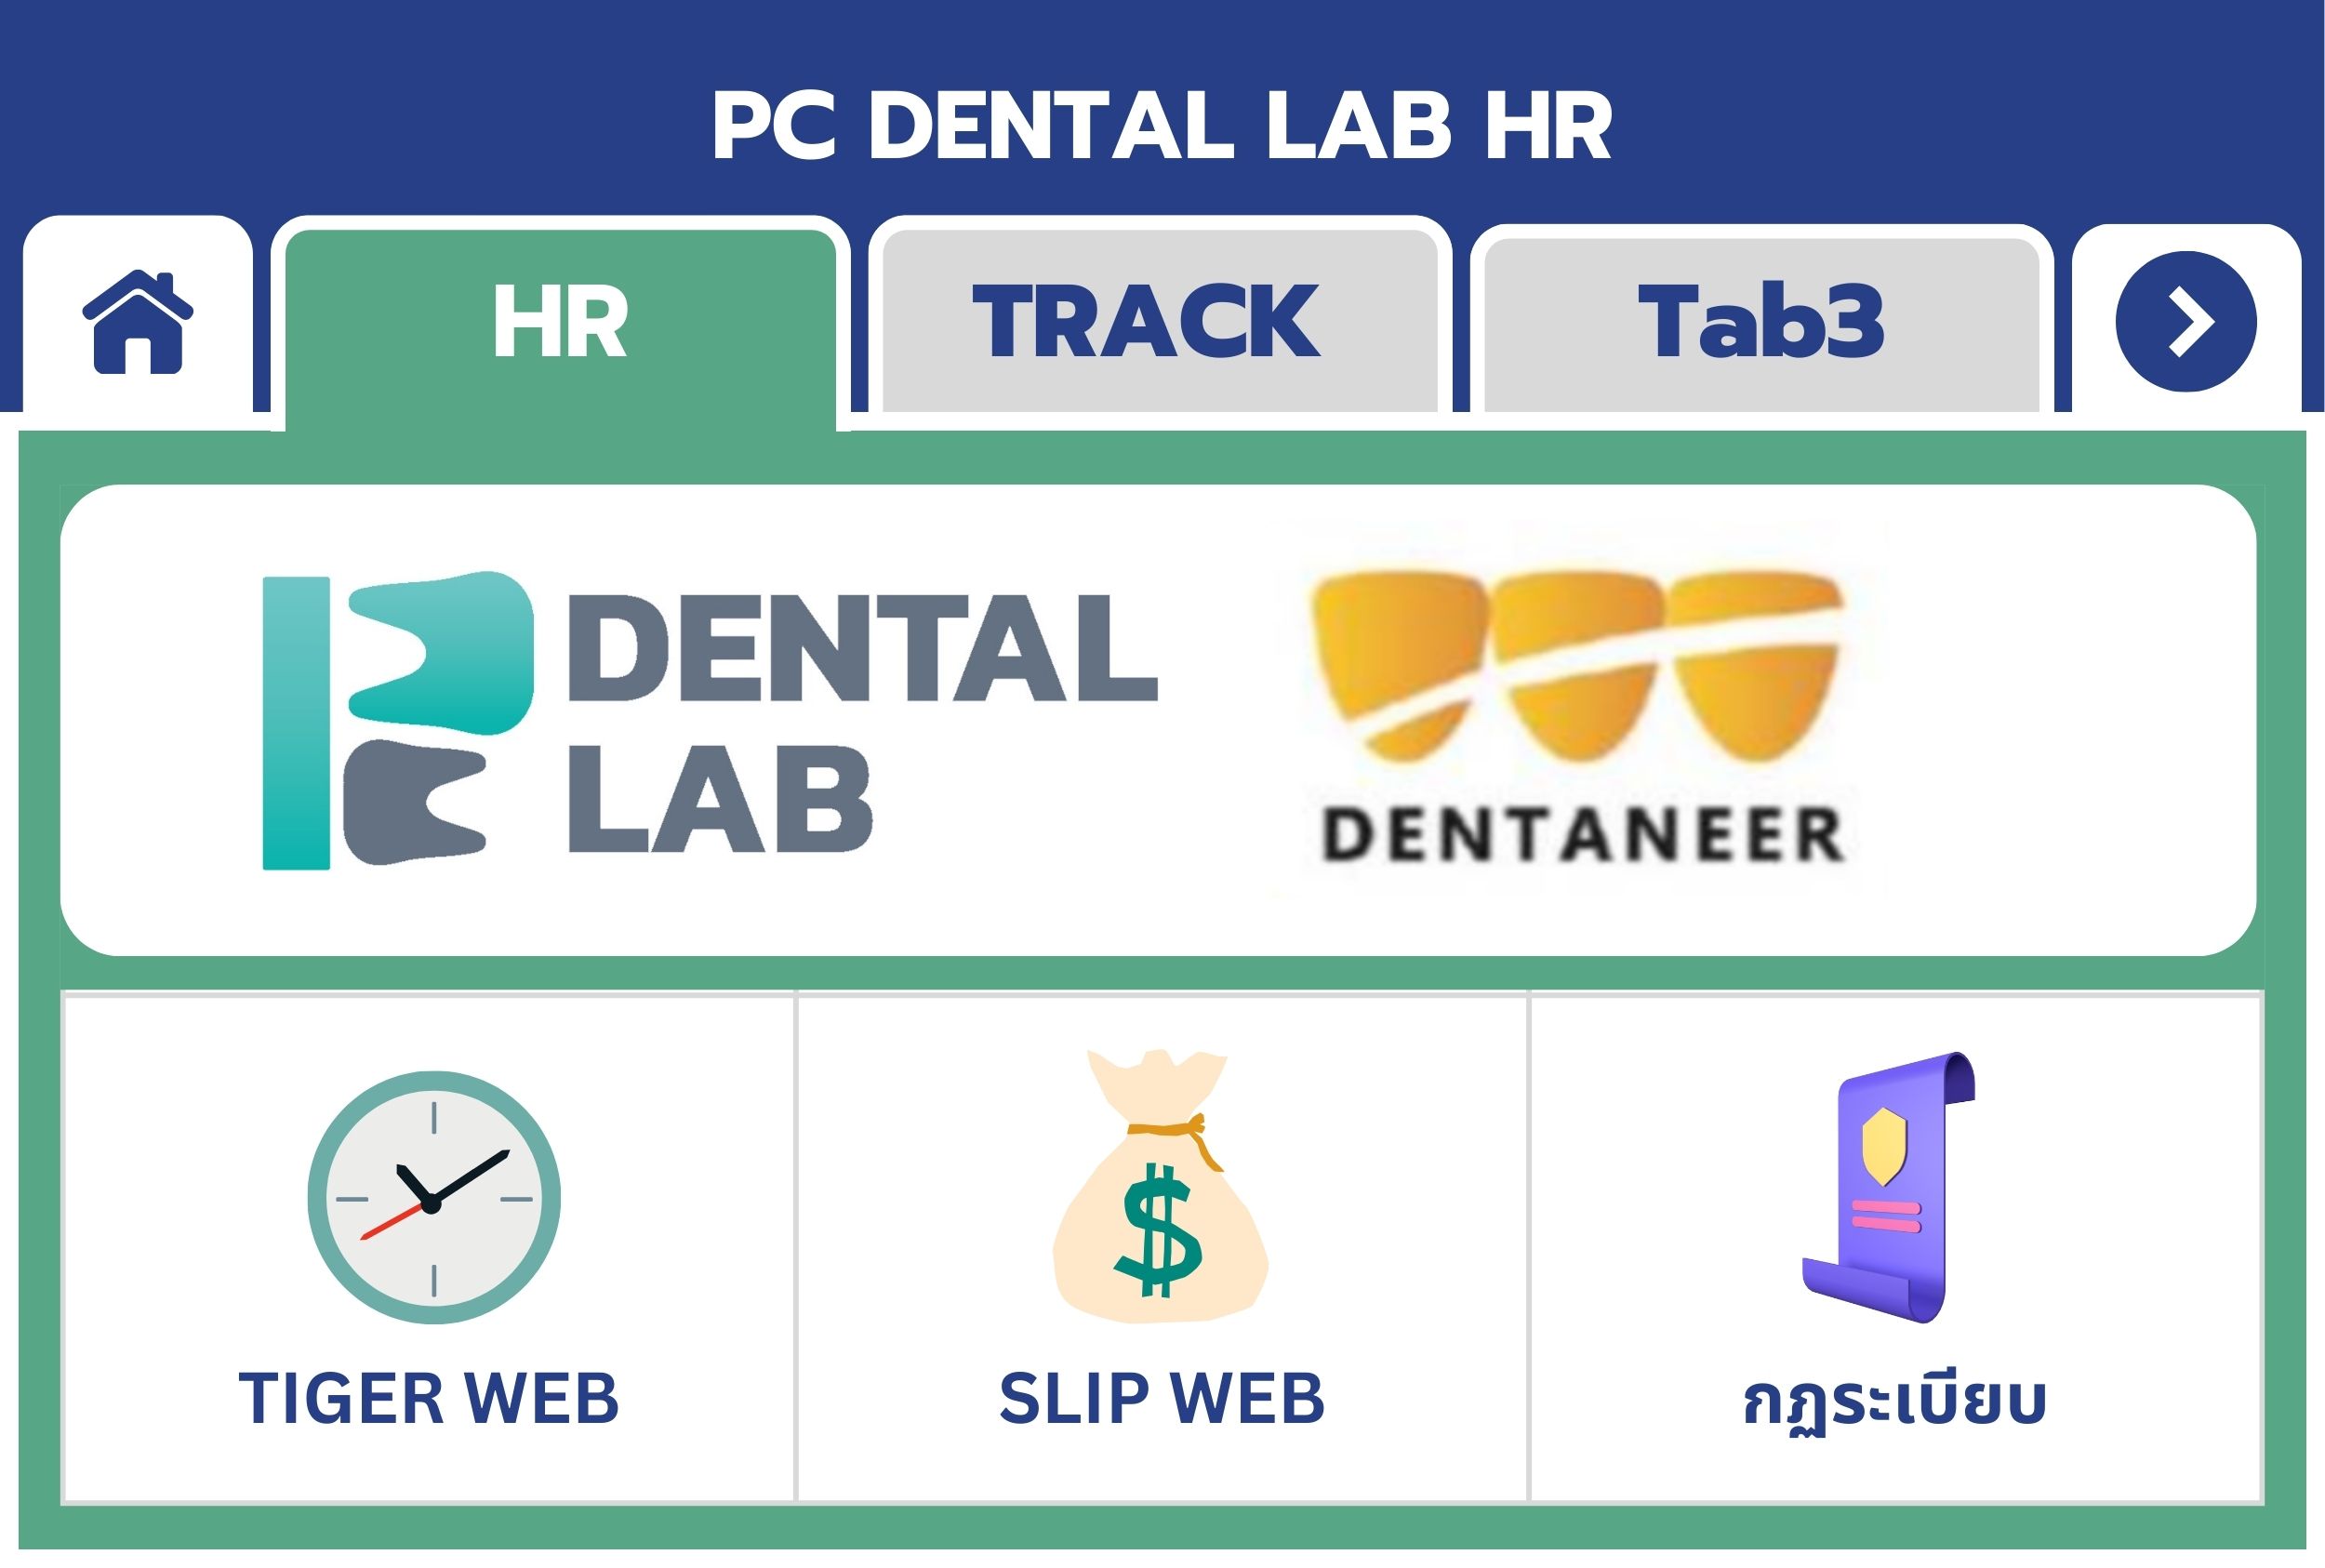 PC DENTAL LAB HR
HR
TRACK
Tab3
DENTAL
LAB
DENTANEER
TIGER WEB
SLIP WEB
กฎระเบียบ